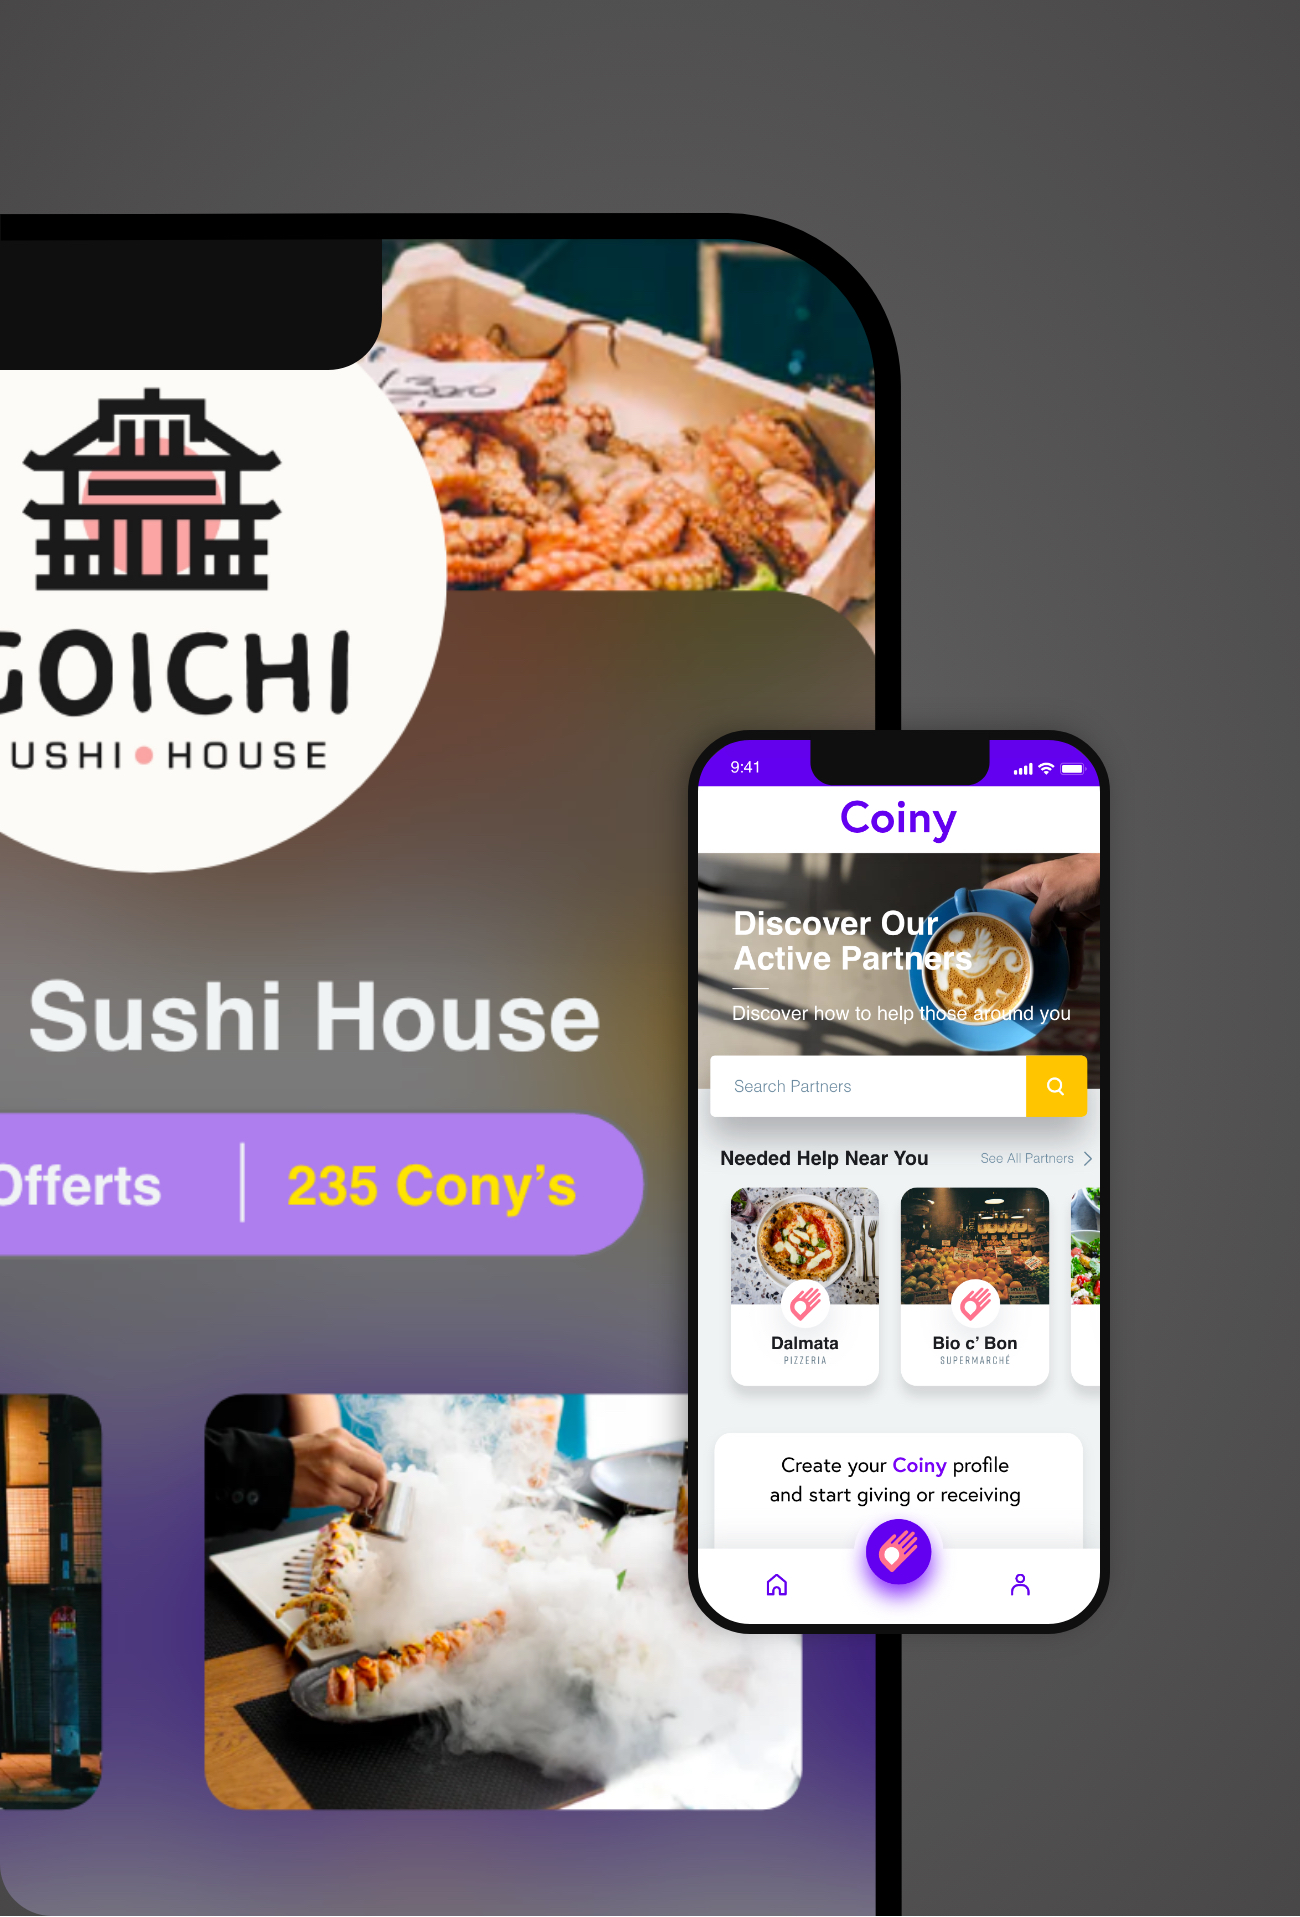 GOICHI
USHI • HOUSE
Sushi House
Offerts
235 Cony's
9:41
Coiny
Discover Our
Active Partners
Discover how to help those around you
Search Partners
Needed Help Near You
See All Partners
Dalmata
PIZZERIA
Bio c' Bon
SUPERMARCHÉ
Create your Coiny profile
and start giving or receiving